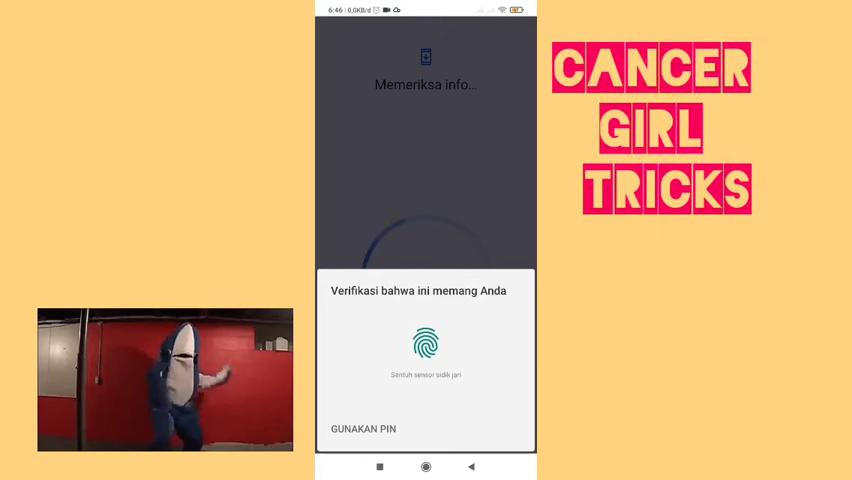 6:46 0,0KB/d
Memeriksa info...
Verifikasi bahwa ini memang Anda
Sentuh sensor sidik jari
GUNAKAN PIN
CANCER
GIRL
TRICKS